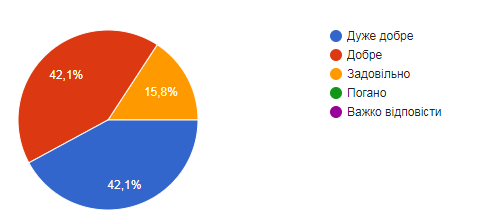 Дуже добре
Добре
Задовільно
Погано
Важко відповісти
42,1%
15,8%
42,1%